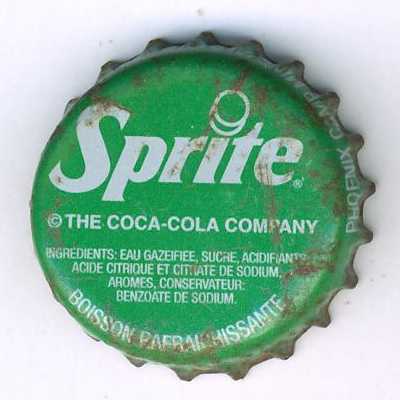 Sprite®
© THE COCA-COLA COMPANY
INGREDIENTS: EAU GAZEIFIEE, SUCRE, ACIDIFIANTS:
ACIDE CITRIQUE ET CITRATE DE SODIUM,
AROMES, CONSERVATEUR:
BENZOATE DE SODIUM.
BOISSON RAFRAICHISSANTE
PHOENIX